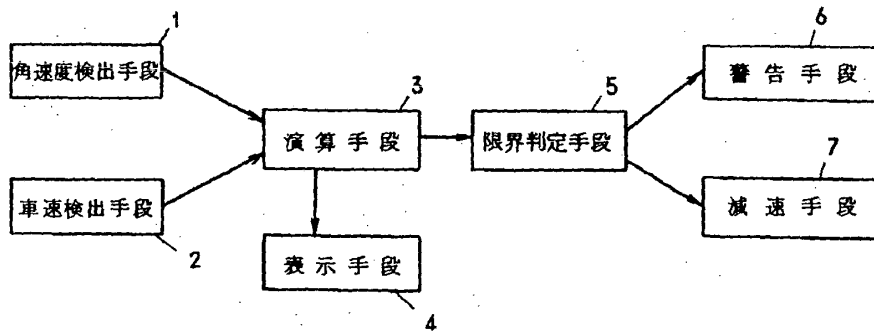 1
角速度検出手段
車速検出手段
2
3
演算手段
表示手段
4
5
限界判定手段
6
警告手段
7
減速手段